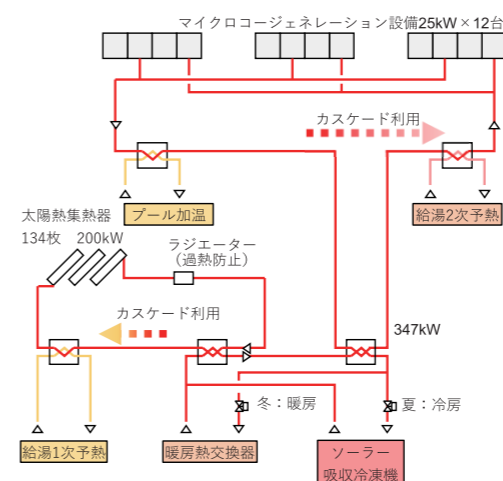 マイクロコージェネレーション設備25kW×12台
カスケード利用
プール加温
給湯2次予熱
太陽熱集熱器
134枚 200kW
ラジエーター
（過熱防止）
カスケード利用
347kW
冬：暖房
夏：冷房
給湯1次予熱
暖房熱交換器
ソーラー
吸収冷凍機